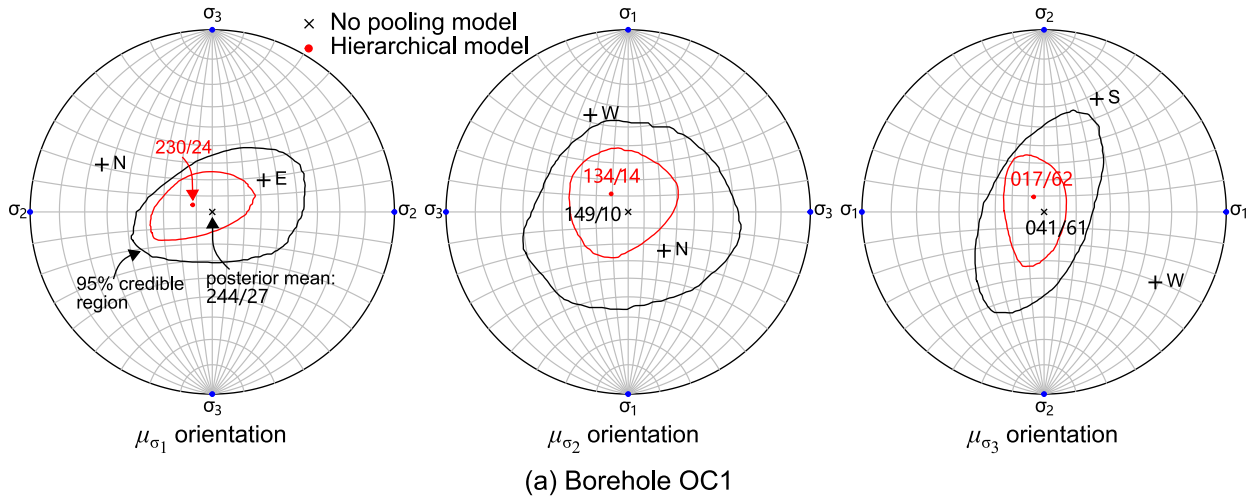 σ3
× No pooling model
• Hierarchical model
σ1
σ2
230/24
+ N
+ E
σ2
95% credible
region
posterior mean:
244/27
σ3
μσ1 orientation
+ W
134/14
149/10
σ3
σ3
+ N
σ1
μσ2 orientation
+ S
017/62
041/61
σ1
σ1
+ W
σ2
μσ3 orientation
σ2
(a) Borehole OC1